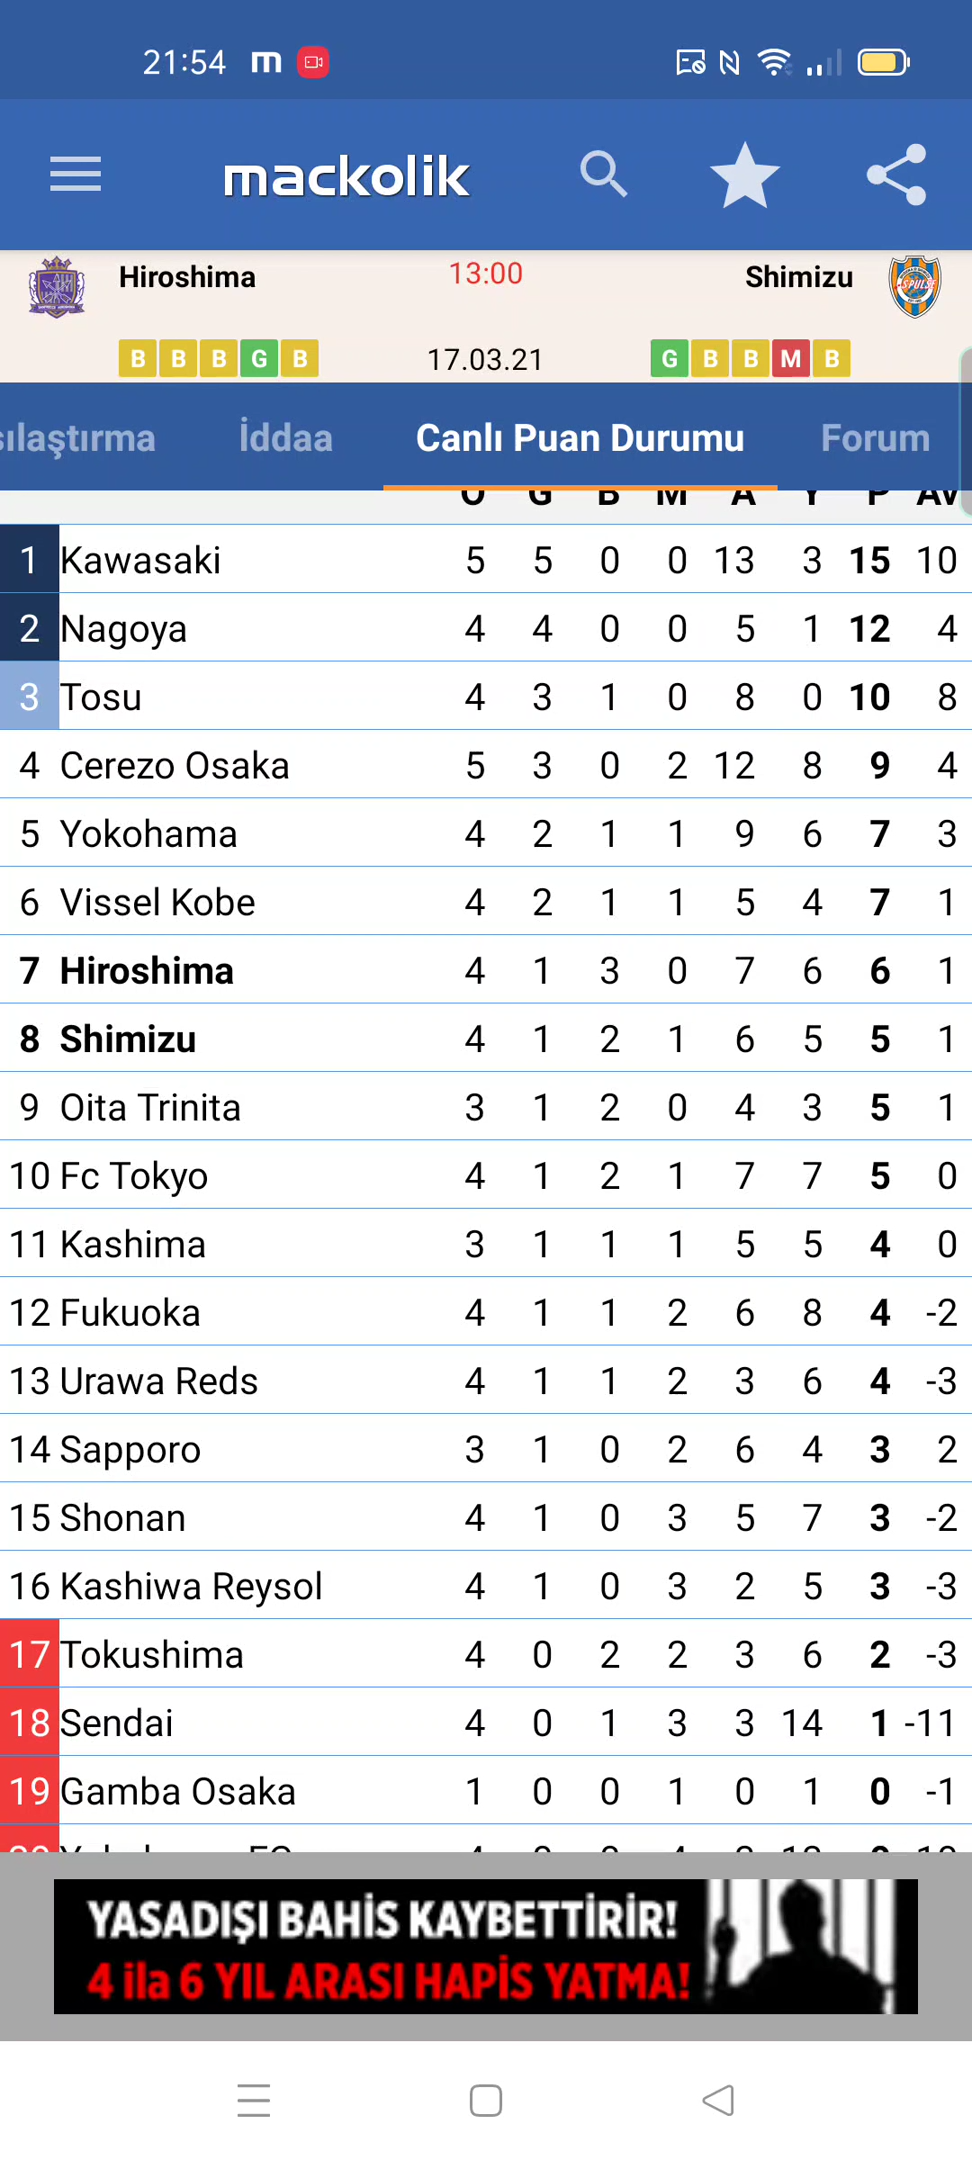 21:54 m
mackolik
Hiroshima 13:00 Shimizu
B B B G B 17.03.21 G B B M B
sılaştırma İddaa Canlı Puan Durumu Forum
O G B M A Y P AV
1 Kawasaki 5 5 0 0 13 3 15 10
2 Nagoya 4 4 0 0 5 1 12 4
3 Tosu 4 3 1 0 8 0 10 8
4 Cerezo Osaka 5 3 0 2 12 8 9 4
5 Yokohama 4 2 1 1 9 6 7 3
6 Vissel Kobe 4 2 1 1 5 4 7 1
7 Hiroshima 4 1 3 0 7 6 6 1
8 Shimizu 4 1 2 1 6 5 5 1
9 Oita Trinita 3 1 2 0 4 3 5 1
10 Fc Tokyo 4 1 2 1 7 7 5 0
11 Kashima 3 1 1 1 5 5 4 0
12 Fukuoka 4 1 1 2 6 8 4 -2
13 Urawa Reds 4 1 1 2 3 6 4 -3
14 Sapporo 3 1 0 2 6 4 3 2
15 Shonan 4 1 0 3 5 7 3 -2
16 Kashiwa Reysol 4 1 0 3 2 5 3 -3
17 Tokushima 4 0 2 2 3 6 2 -3
18 Sendai 4 0 1 3 3 14 1 -11
19 Gamba Osaka 1 0 0 1 0 1 0 -1
YASADIŞI BAHİS KAYBETTİRİR!
4 ila 6 YIL ARASI HAPİS YATMA!